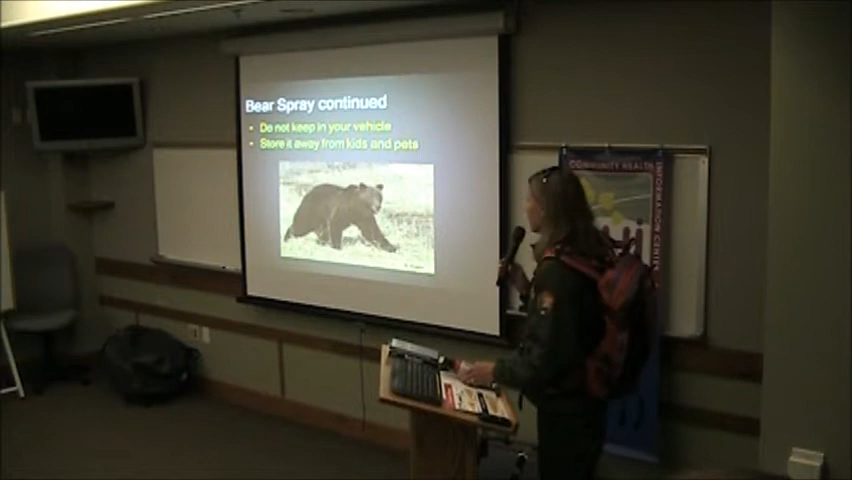 Bear Spray continued
• Do not keep in your vehicle
• Store it away from kids and pets
COMMUNITY HEALTH
INFORMATION CENTER